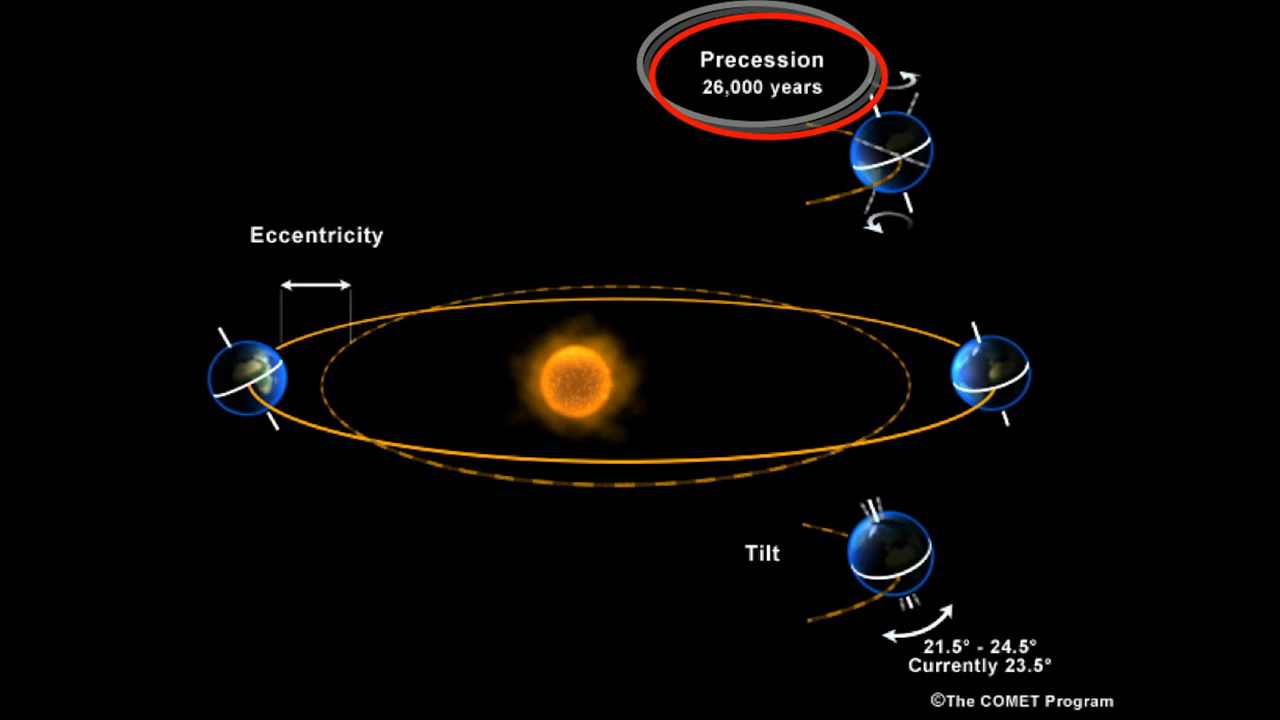 Precession
26,000 years
Eccentricity
Tilt
21.5° - 24.5°
Currently 23.5°
©The COMET Program